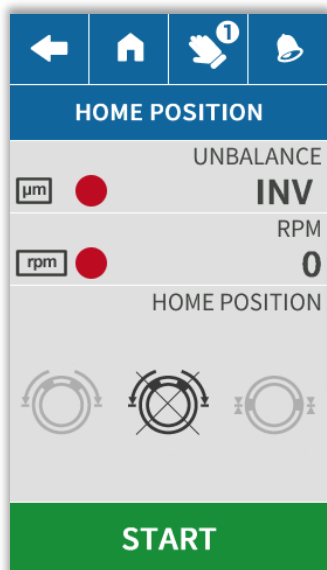 1
HOME POSITION
UNBALANCE
µm INV
RPM
rpm 0
HOME POSITION
START